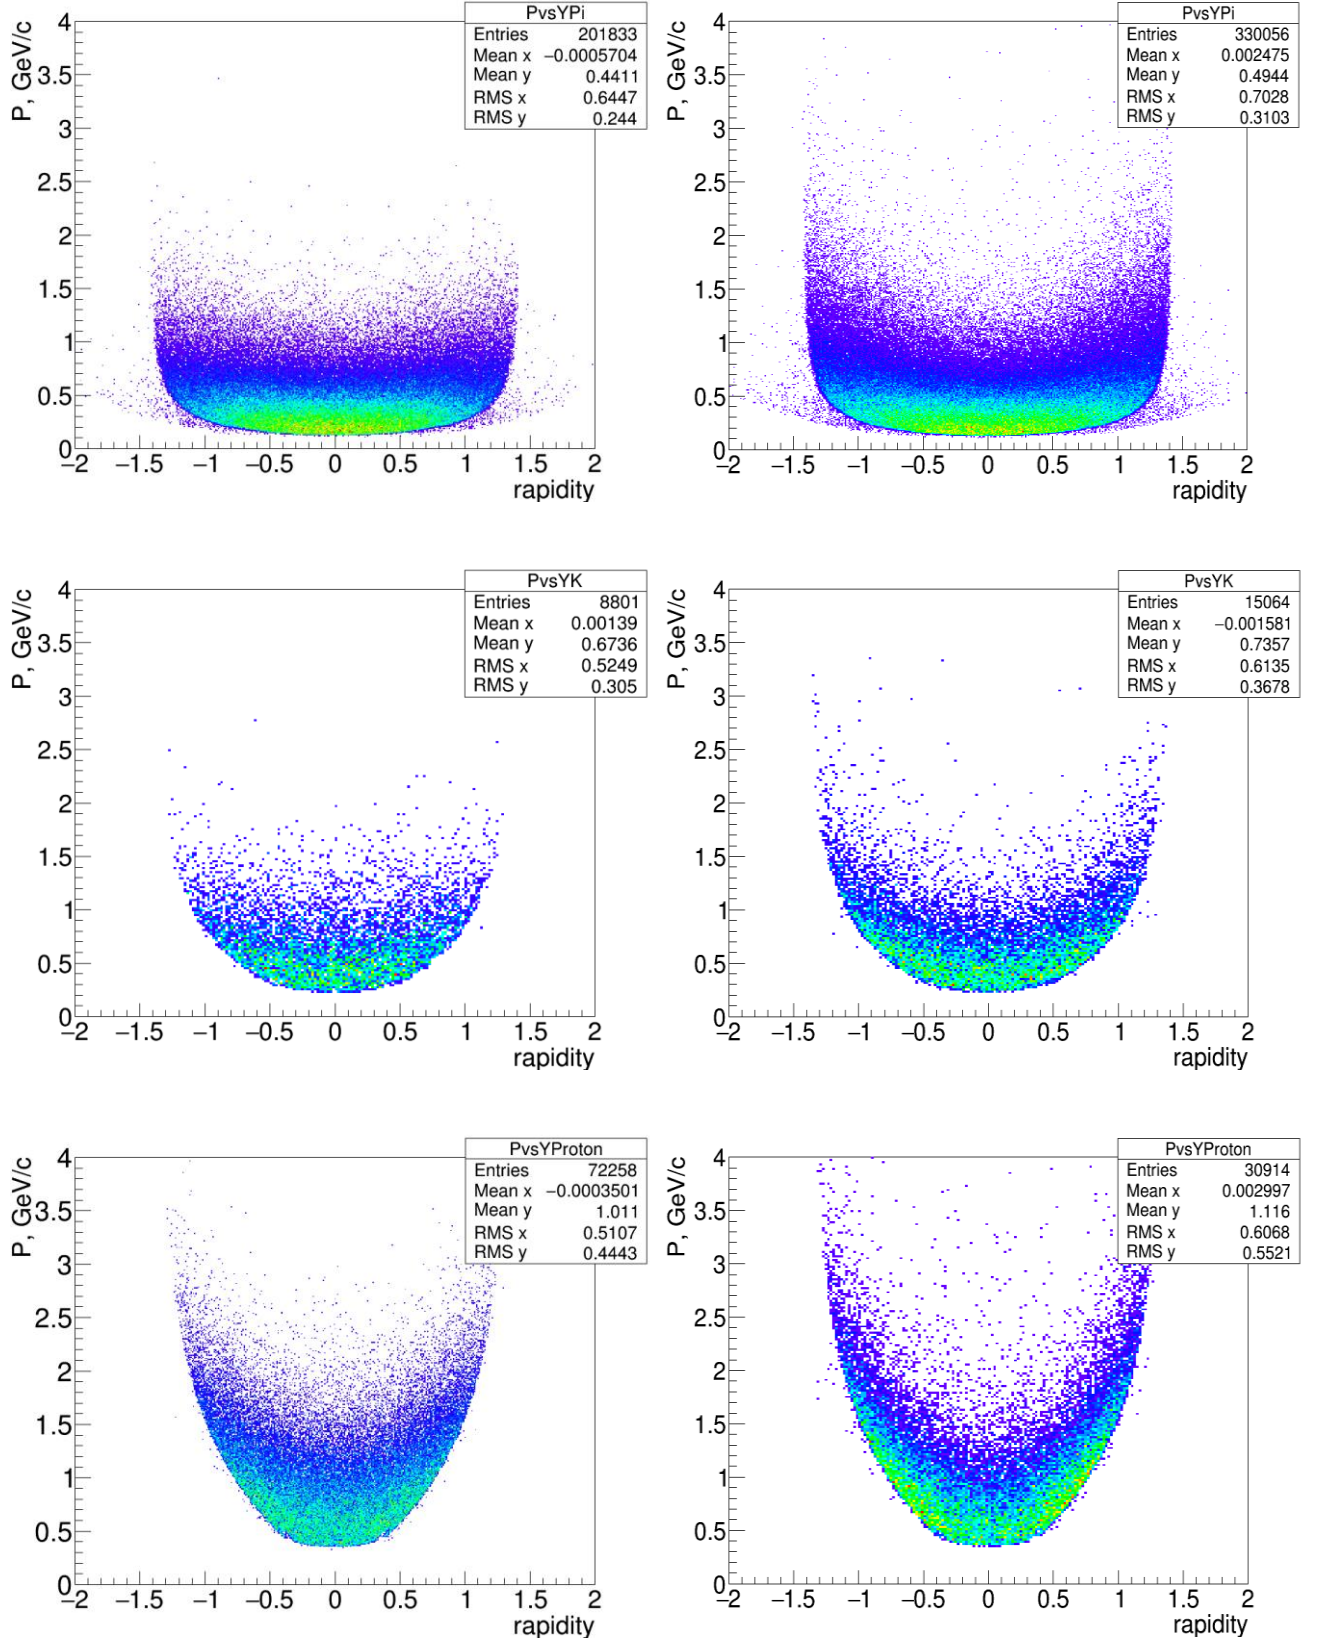 PvsYPi
Entries 201833
Mean x −0.0005704
Mean y 0.4411
RMS x 0.6447
RMS y 0.244
P, GeV/c
4
3.5
3
2.5
2
1.5
1
0.5
0
−2 −1.5 −1 −0.5 0 0.5 1 1.5 2
rapidity
PvsYPi
Entries 330056
Mean x 0.002475
Mean y 0.4944
RMS x 0.7028
RMS y 0.3103
P, GeV/c
4
3.5
3
2.5
2
1.5
1
0.5
0
−2 −1.5 −1 −0.5 0 0.5 1 1.5 2
rapidity
PvsYK
Entries 8801
Mean x 0.00139
Mean y 0.6736
RMS x 0.5249
RMS y 0.305
P, GeV/c
4
3.5
3
2.5
2
1.5
1
0.5
0
−2 −1.5 −1 −0.5 0 0.5 1 1.5 2
rapidity
PvsYK
Entries 15064
Mean x −0.001581
Mean y 0.7357
RMS x 0.6135
RMS y 0.3678
P, GeV/c
4
3.5
3
2.5
2
1.5
1
0.5
0
−2 −1.5 −1 −0.5 0 0.5 1 1.5 2
rapidity
PvsYProton
Entries 72258
Mean x −0.0003501
Mean y 1.011
RMS x 0.5107
RMS y 0.4443
P, GeV/c
4
3.5
3
2.5
2
1.5
1
0.5
0
−2 −1.5 −1 −0.5 0 0.5 1 1.5 2
rapidity
PvsYProton
Entries 30914
Mean x 0.002997
Mean y 1.116
RMS x 0.6068
RMS y 0.5521
P, GeV/c
4
3.5
3
2.5
2
1.5
1
0.5
0
−2 −1.5 −1 −0.5 0 0.5 1 1.5 2
rapidity